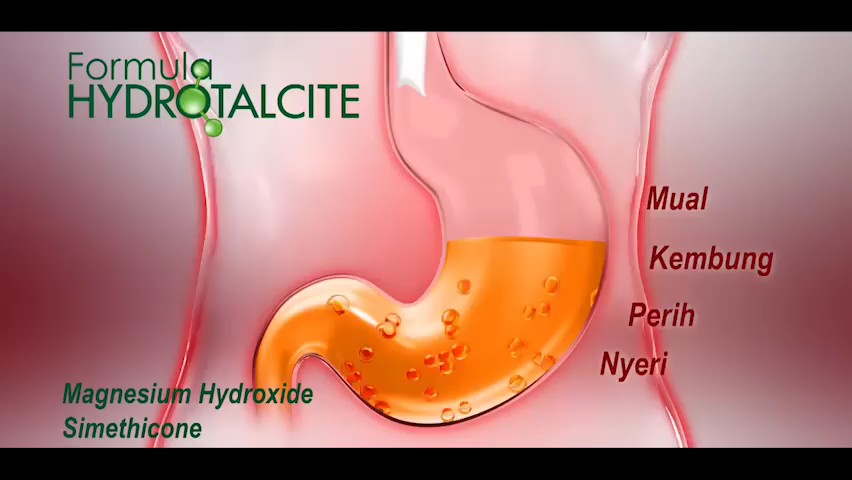 Formula
HYDROTALCITE
Mual
Kembung
Perih
Nyeri
Magnesium Hydroxide
Simethicone